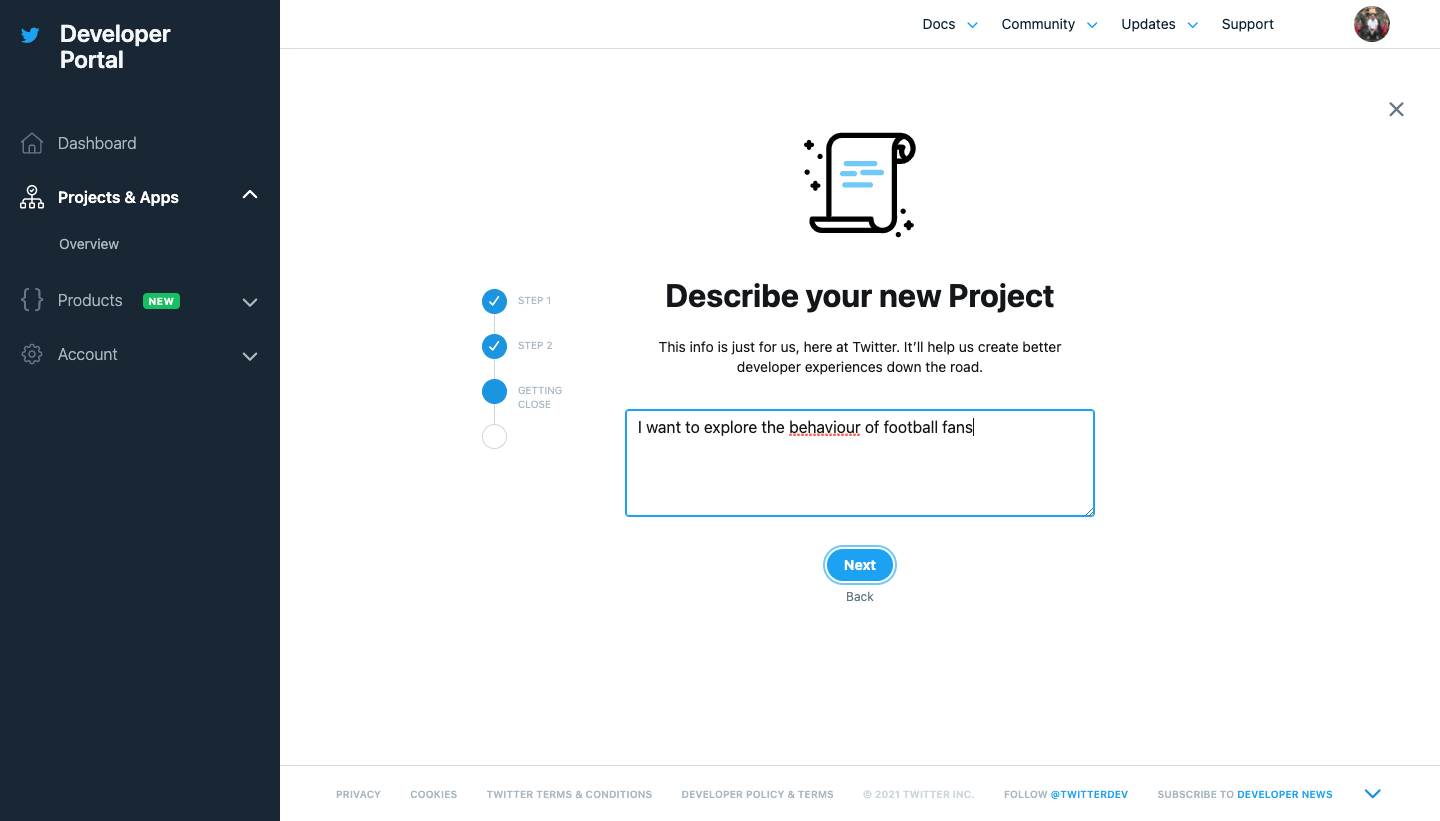 Developer
Portal
Docs
Community
Updates
Support
Dashboard
Projects & Apps
Overview
Products
NEW
Account
STEP 1
STEP 2
GETTING
CLOSE
Describe your new Project
This info is just for us, here at Twitter. It’ll help us create better
developer experiences down the road.
I want to explore the behaviour of football fans
Next
Back
PRIVACY
COOKIES
TWITTER TERMS & CONDITIONS
DEVELOPER POLICY & TERMS
© 2021 TWITTER INC.
FOLLOW @TWITTERDEV
SUBSCRIBE TO DEVELOPER NEWS